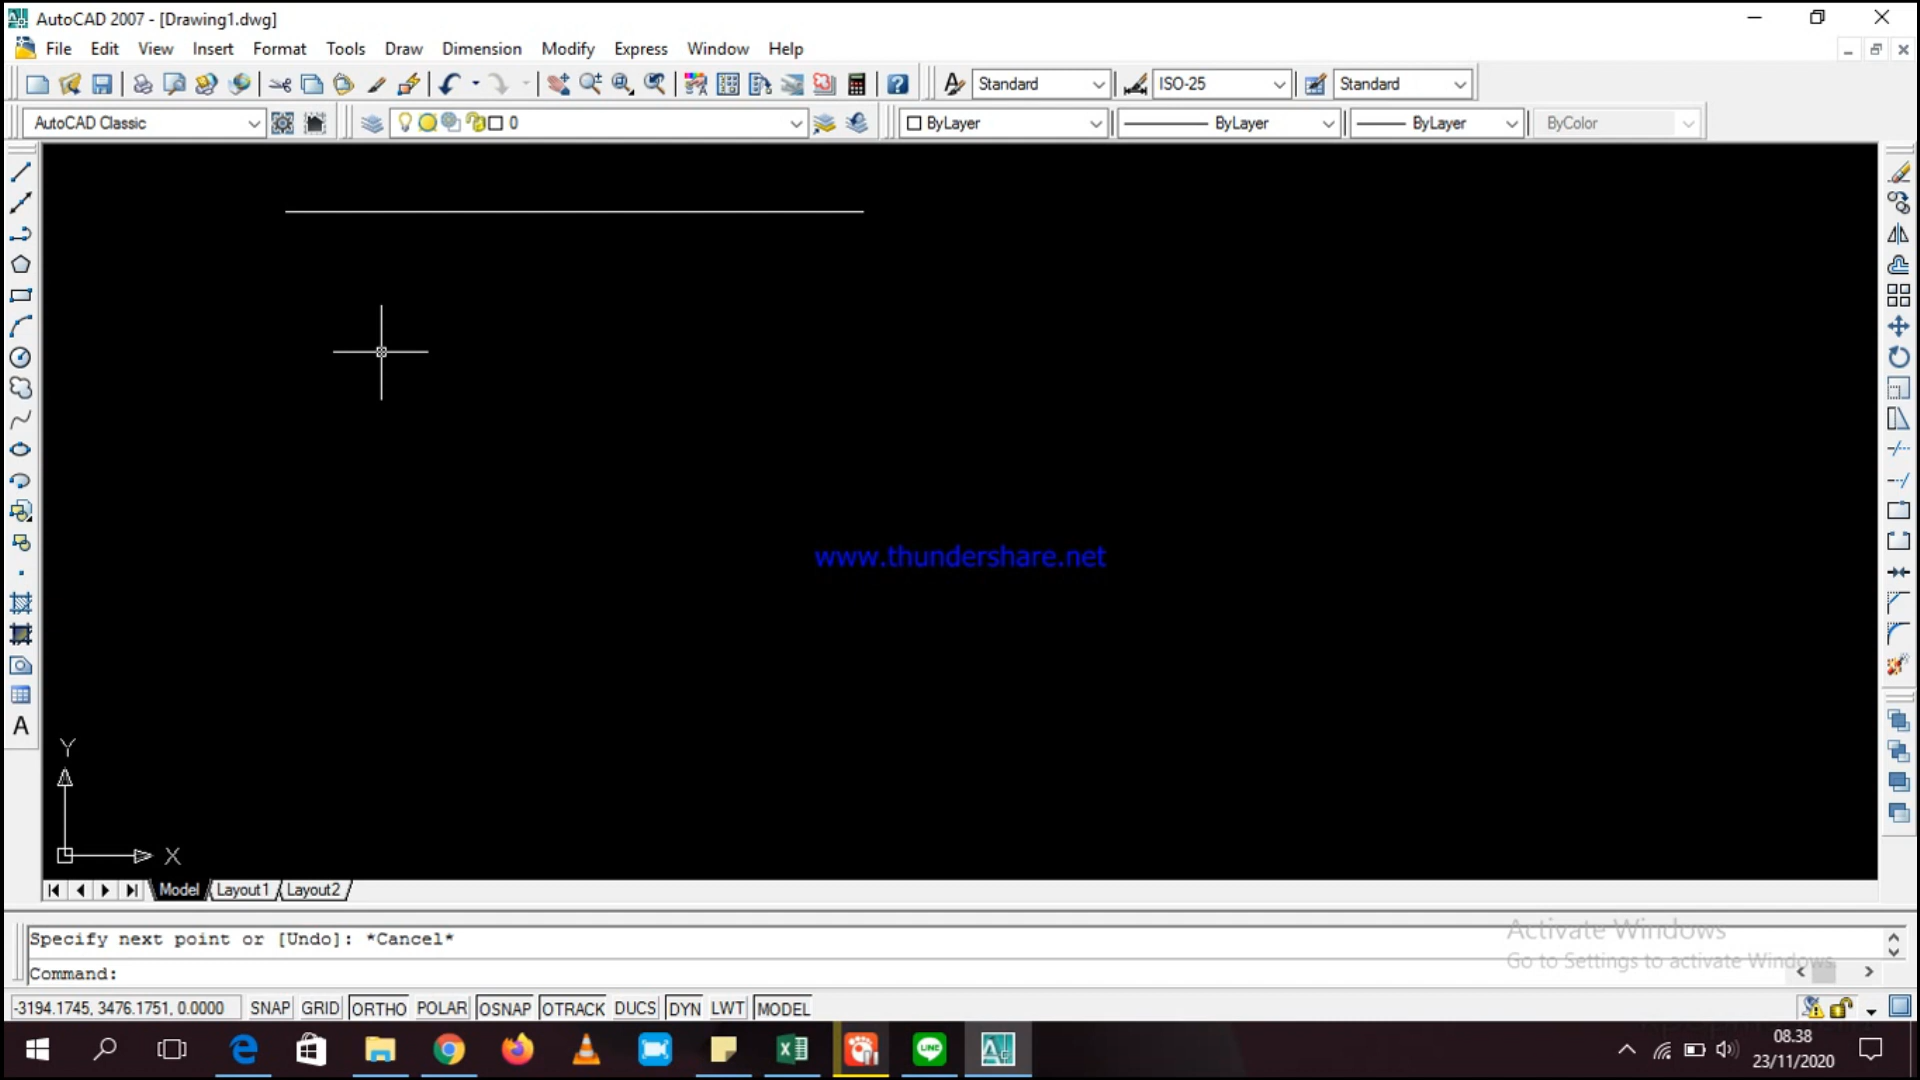 AutoCAD 2007 - [Drawing1.dwg]
File Edit View Insert Format Tools Draw Dimension Modify Express Window Help
Standard ISO-25 Standard
AutoCAD Classic 0 ByLayer ByLayer ByLayer ByColor
www.thundershare.net
Y
X
A
Model Layout1 Layout2
Specify next point or [Undo]: *Cancel*
Command:
Activate Windows
Go to Settings to activate Windows.
-3194.1745, 3476.1751, 0.0000 SNAP GRID ORTHO POLAR OSNAP OTRACK DUCS DYN LWT MODEL
LINE
08.38
23/11/2020